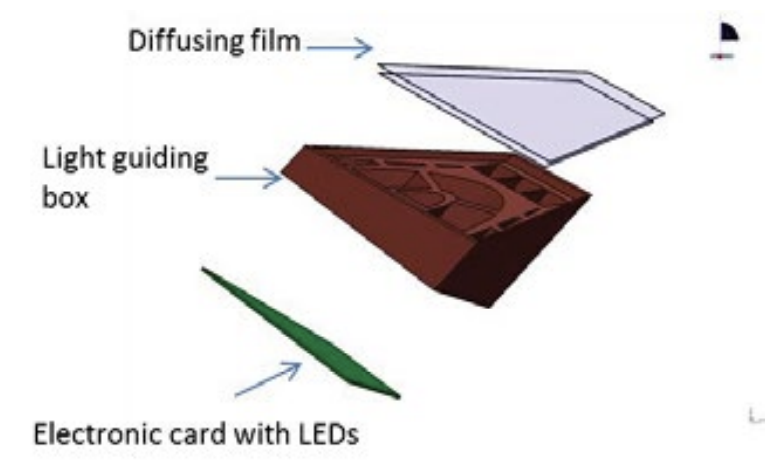 Diffusing film
Light guiding
box
Electronic card with LEDs